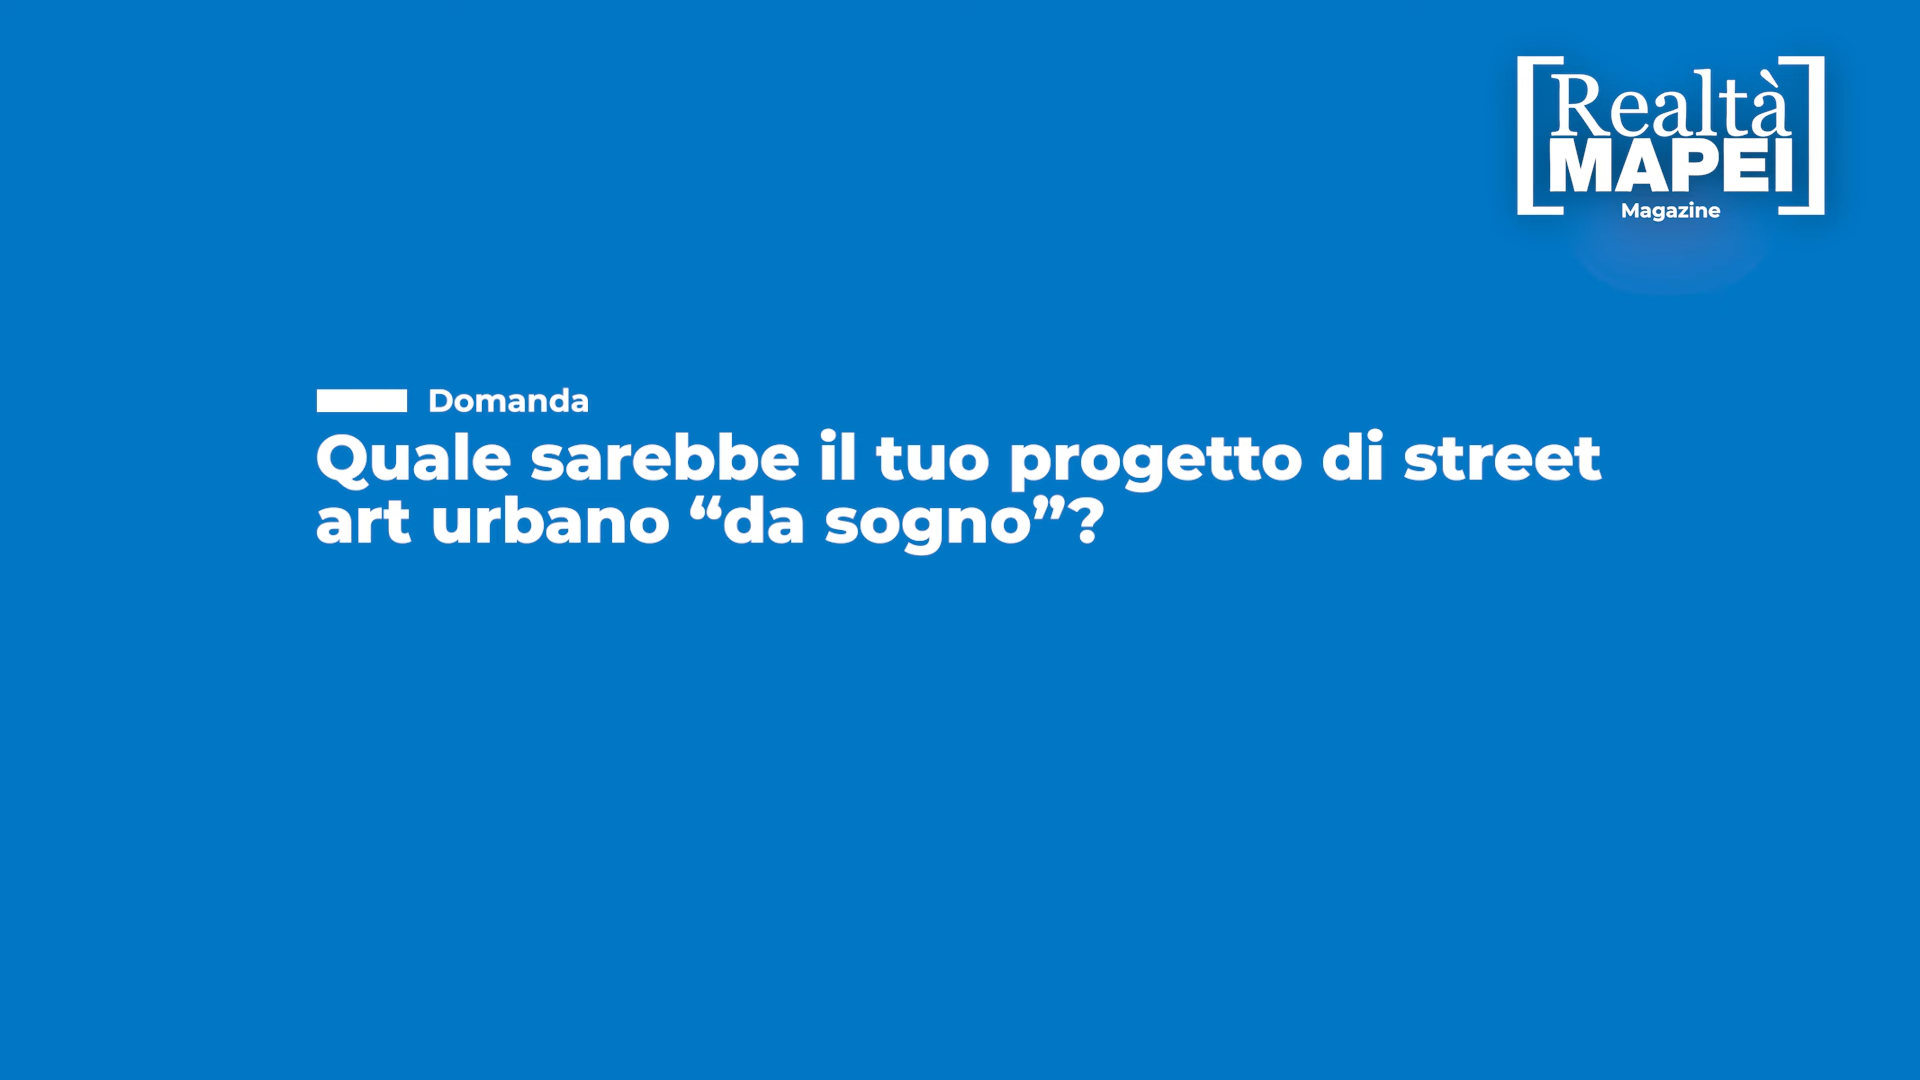 Realtà
MAPEI
Magazine
Domanda
Quale sarebbe il tuo progetto di street
art urbano “da sogno”?